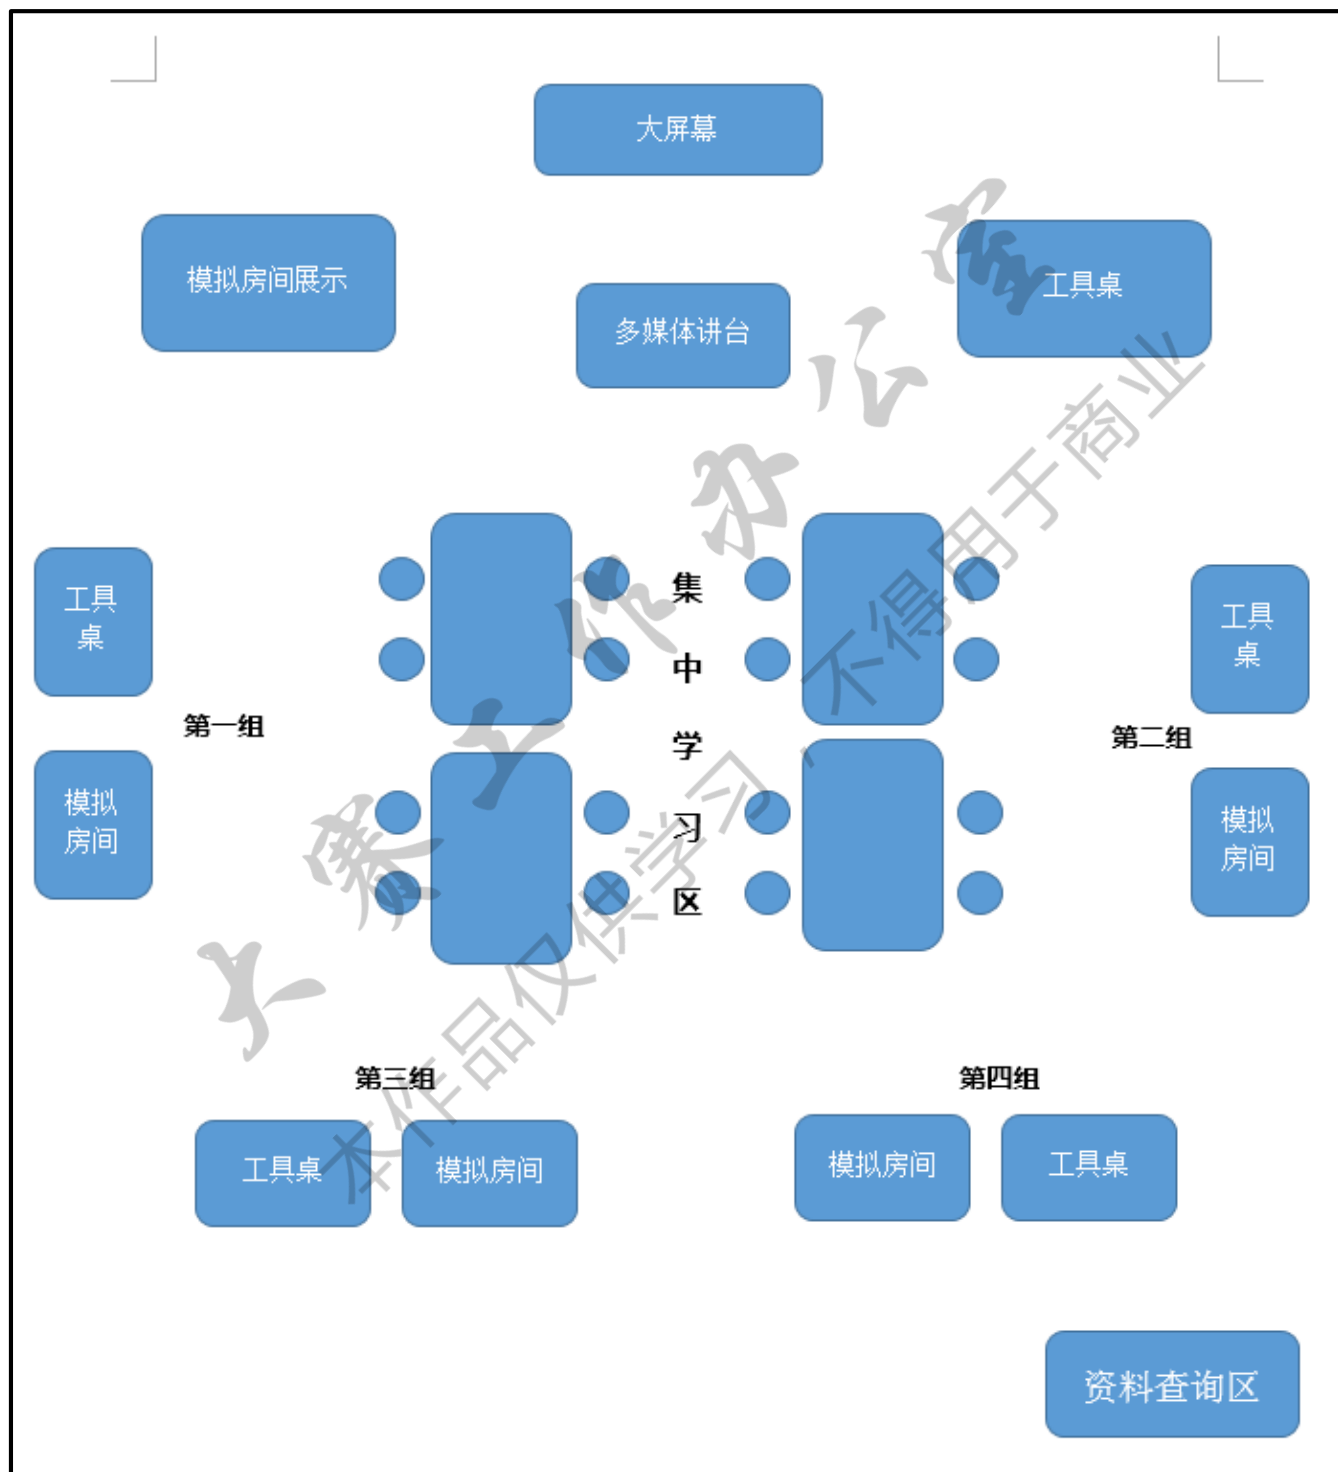 大屏幕
模拟房间展示
工具桌
多媒体讲台
工具
桌
第一组
模拟
房间
集
中
学
习
区
工具
桌
第二组
模拟
房间
第三组
工具桌
模拟房间
第四组
模拟房间
工具桌
资料查询区
大赛工作办公室
本作品仅供学习，不得用于商业